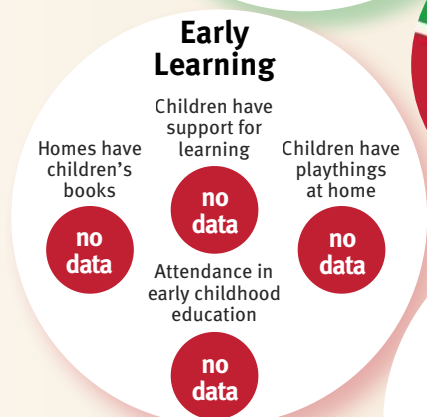 Early
Learning
Children have
support for
learning
no
data
Homes have
children's
books
no
data
Children have
playthings
at home
no
data
Attendance in
early childhood
education
no
data